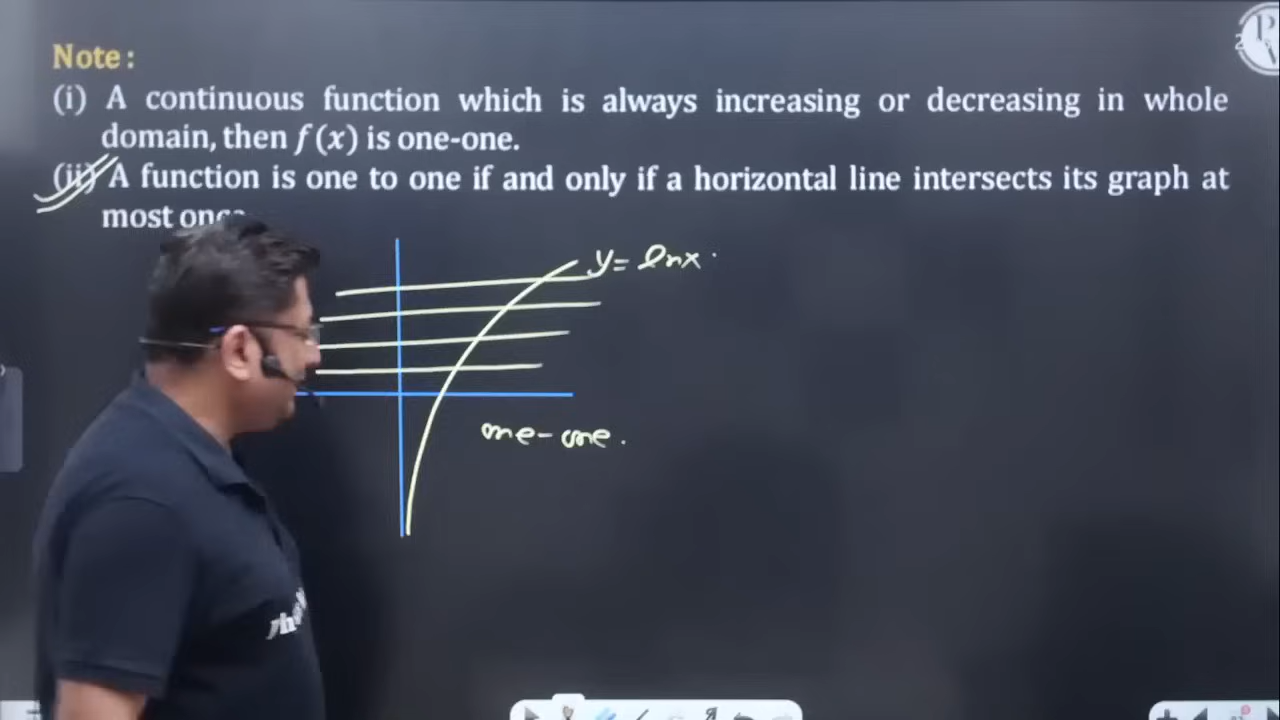 Note :
(i) A continuous function which is always increasing or decreasing in whole
domain, then f(x) is one-one.
(ii) A function is one to one if and only if a horizontal line intersects its graph at
most once
y = lnx.
one-one.